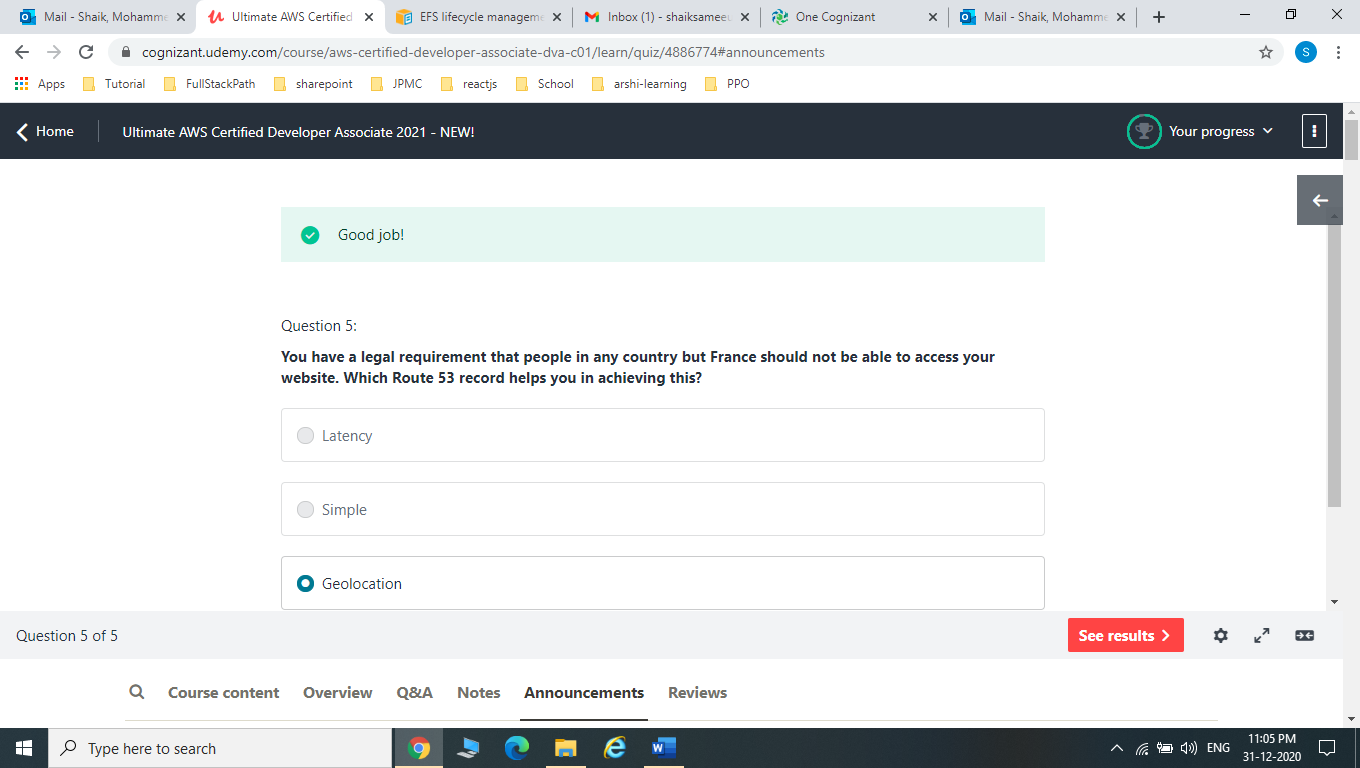 Mail - Shaik, Mohamme
Ultimate AWS Certified
EFS lifecycle manageme
Inbox (1) - shaiksameeu
One Cognizant
Mail - Shaik, Mohamme
cognizant.udemy.com/course/aws-certified-developer-associate-dva-c01/learn/quiz/4886774#announcements
S
Apps
Tutorial
FullStackPath
sharepoint
JPMC
reactjs
School
arshi-learning
PPO
Home
Ultimate AWS Certified Developer Associate 2021 - NEW!
Your progress
Good job!
Question 5:
You have a legal requirement that people in any country but France should not be able to access your
website. Which Route 53 record helps you in achieving this?
Latency
Simple
Geolocation
Question 5 of 5
See results
Course content
Overview
Q&A
Notes
Announcements
Reviews
Type here to search
ENG
11:05 PM
31-12-2020